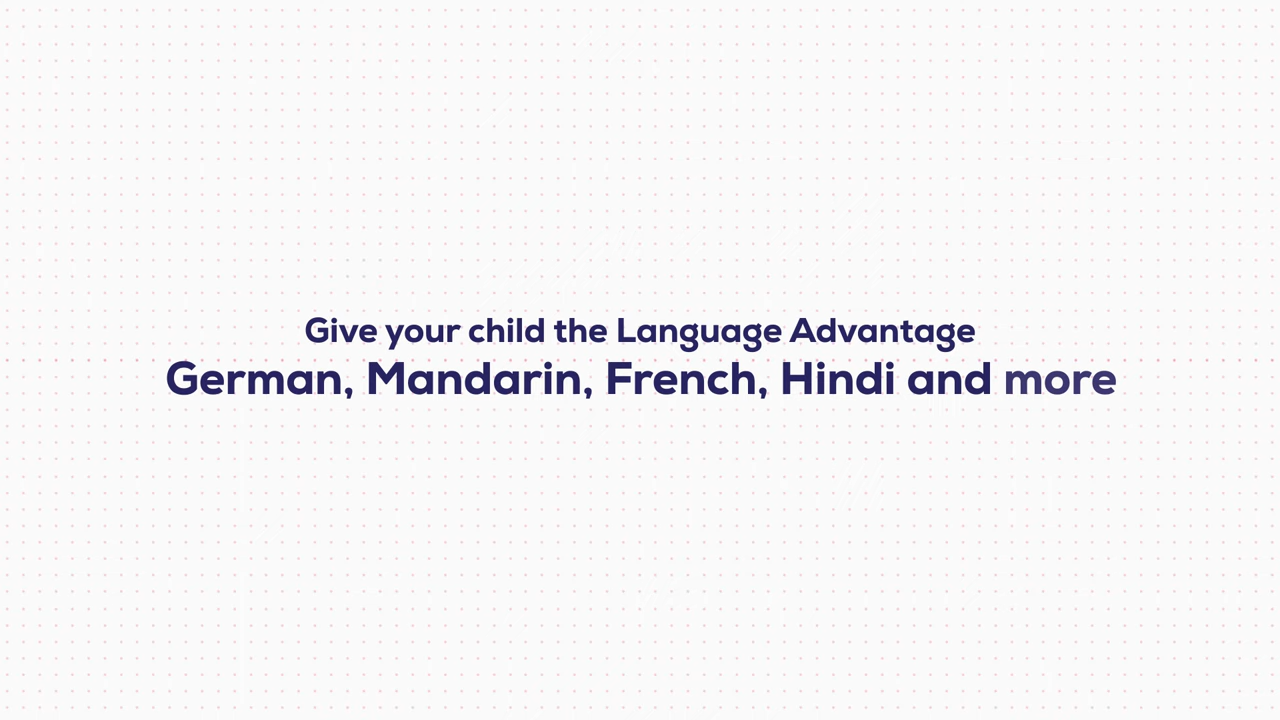 Give your child the Language Advantage
German, Mandarin, French, Hindi and more